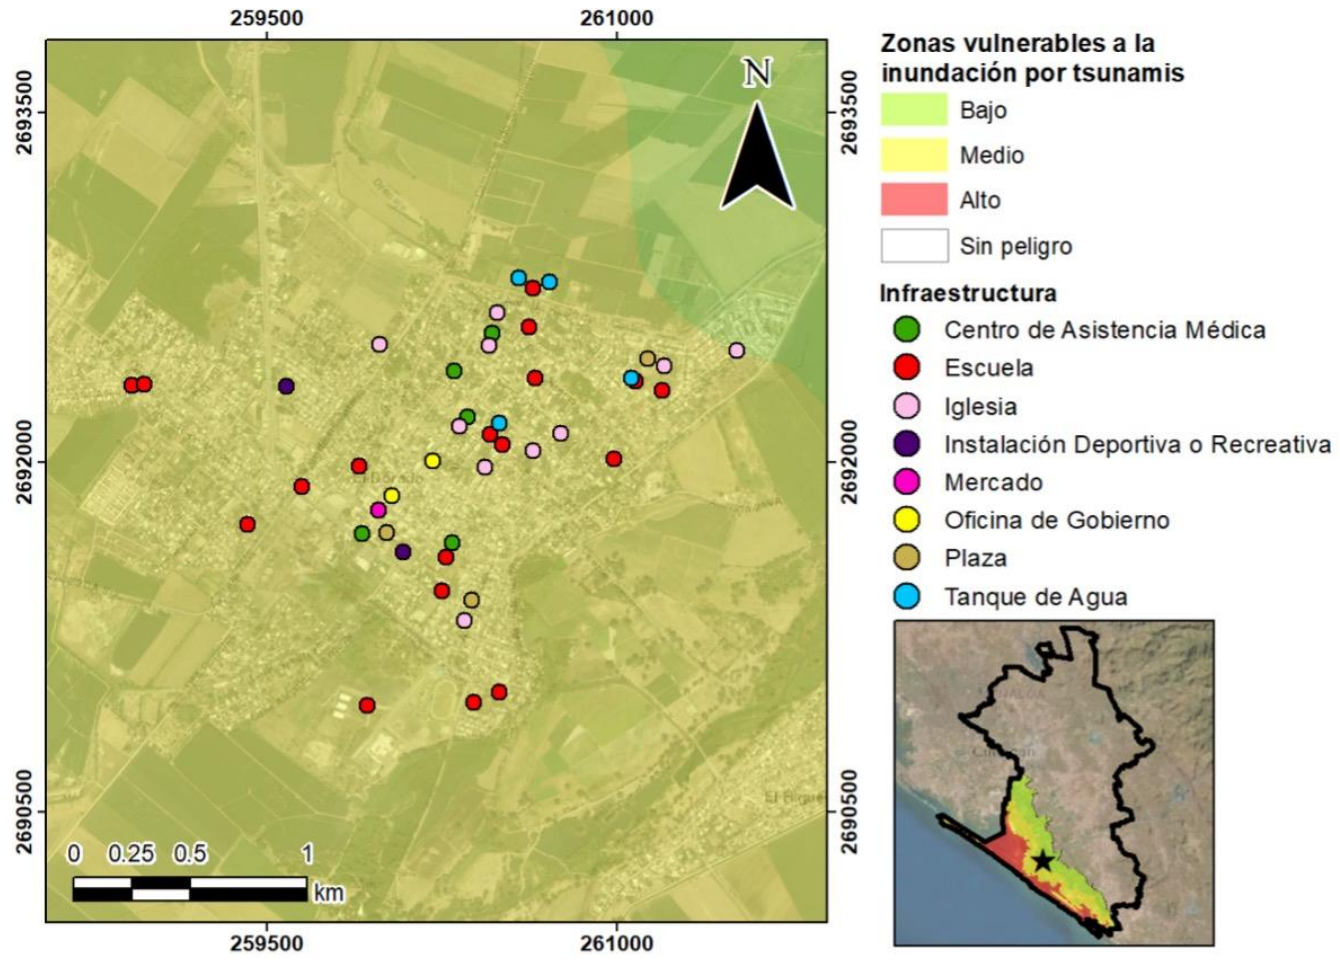 259500
261000
2693500
2693500
N
2692000
2692000
2690500
2690500
0 0.25 0.5 1
km
259500
261000
Zonas vulnerables a la
inundación por tsunamis
Bajo
Medio
Alto
Sin peligro
Infraestructura
Centro de Asistencia Médica
Escuela
Iglesia
Instalación Deportiva o Recreativa
Mercado
Oficina de Gobierno
Plaza
Tanque de Agua